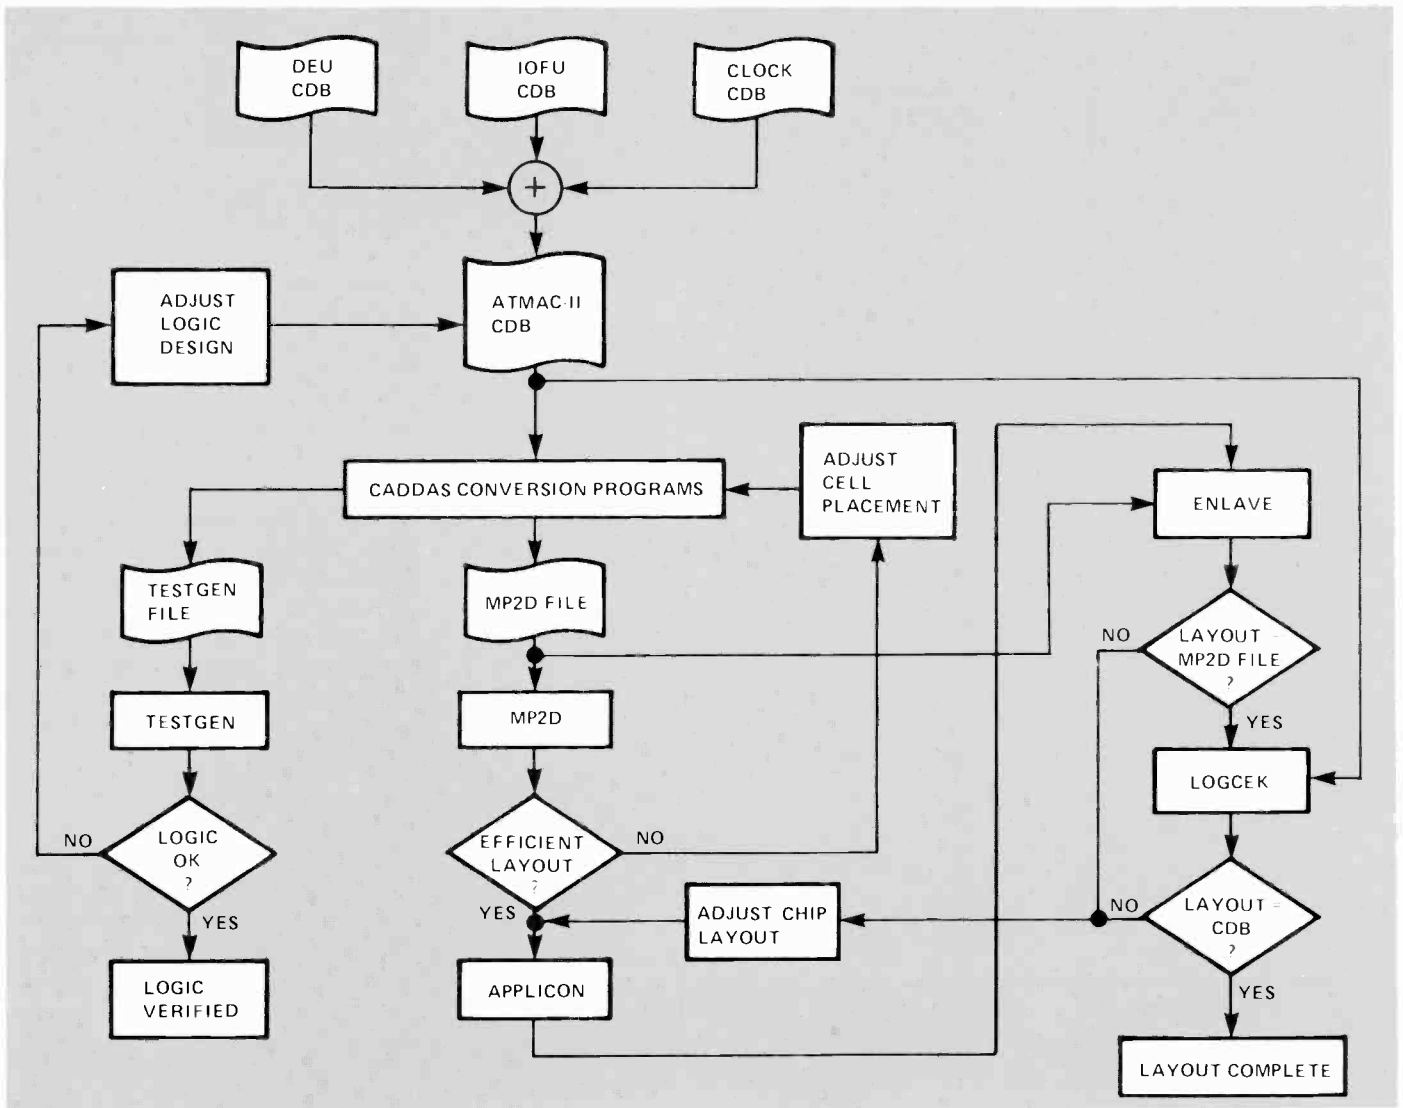 DEU
CDB
IOFU
CDB
CLOCK
CDB
+
ADJUST
LOGIC
DESIGN
ATMAC-II
CDB
CADDAS CONVERSION PROGRAMS
ADJUST
CELL
PLACEMENT
ENLAVE
TESTGEN
FILE
MP2D FILE
NO
LAYOUT =
MP2D FILE
?
YES
TESTGEN
MP2D
LOGCEK
NO
LOGIC
OK
?
YES
EFFICIENT
LAYOUT
?
NO
YES
ADJUST CHIP
LAYOUT
NO
LAYOUT =
CDB
?
YES
LOGIC
VERIFIED
APPLICON
LAYOUT COMPLETE